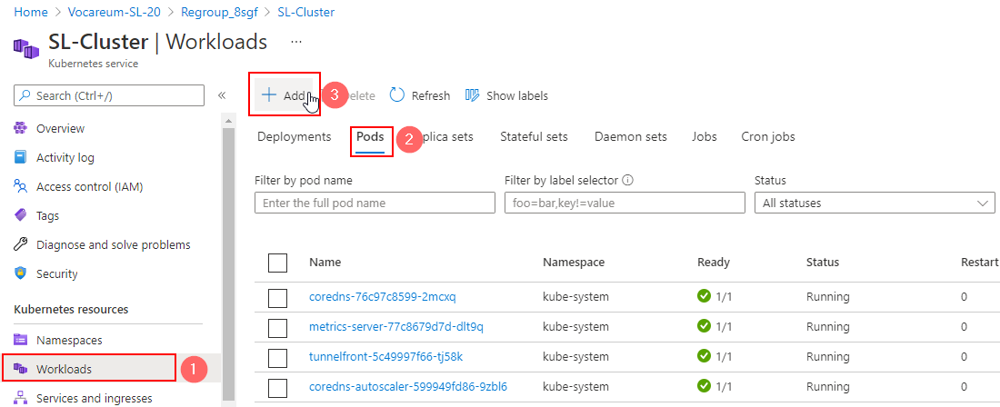 Home > Vocareum-SL-20 > Regroup_8sgf > SL-Cluster
SL-Cluster | Workloads ...
Kubernetes service
Search (Ctrl+/)
«
Overview
Activity log
Access control (IAM)
Tags
Diagnose and solve problems
Security
Kubernetes resources
Namespaces
Workloads 1
Services and ingresses
+ Add 3 elete Refresh Show labels
Deployments Pods 2 plica sets Stateful sets Daemon sets Jobs Cron jobs
Filter by pod name Filter by label selector Status
Enter the full pod name foo=bar,key!=value All statuses
Name Namespace Ready Status Restart
coredns-76c97c8599-2mcxq kube-system 1/1 Running 0
metrics-server-77c8679d7d-dlt9q kube-system 1/1 Running 0
tunnelfront-5c49997f66-tj58k kube-system 1/1 Running 0
coredns-autoscaler-599949fd86-9zbl6 kube-system 1/1 Running 0